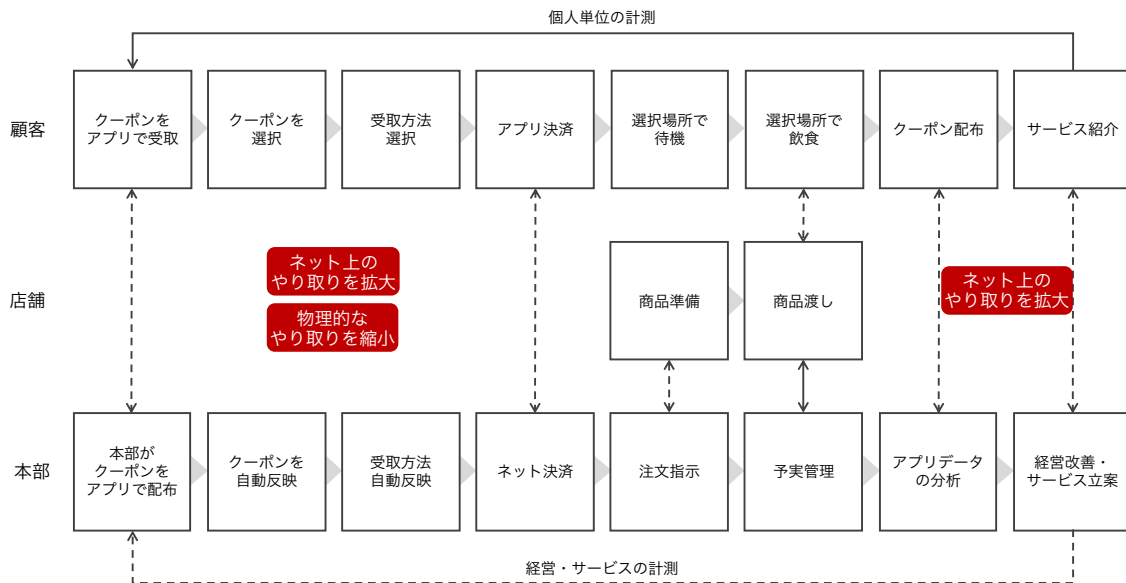 個人単位の計測
顧客
クーポンを
アプリで受取
クーポンを
選択
受取方法
選択
アプリ決済
選択場所で
待機
選択場所で
飲食
クーポン配布
サービス紹介
店舗
ネット上の
やり取りを拡大
物理的な
やり取りを縮小
商品準備
商品渡し
ネット上の
やり取りを拡大
本部
本部が
クーポンを
アプリで配布
クーポンを
自動反映
受取方法
自動反映
ネット決済
注文指示
予実管理
アプリデータ
の分析
経営改善・
サービス立案
経営・サービスの計測